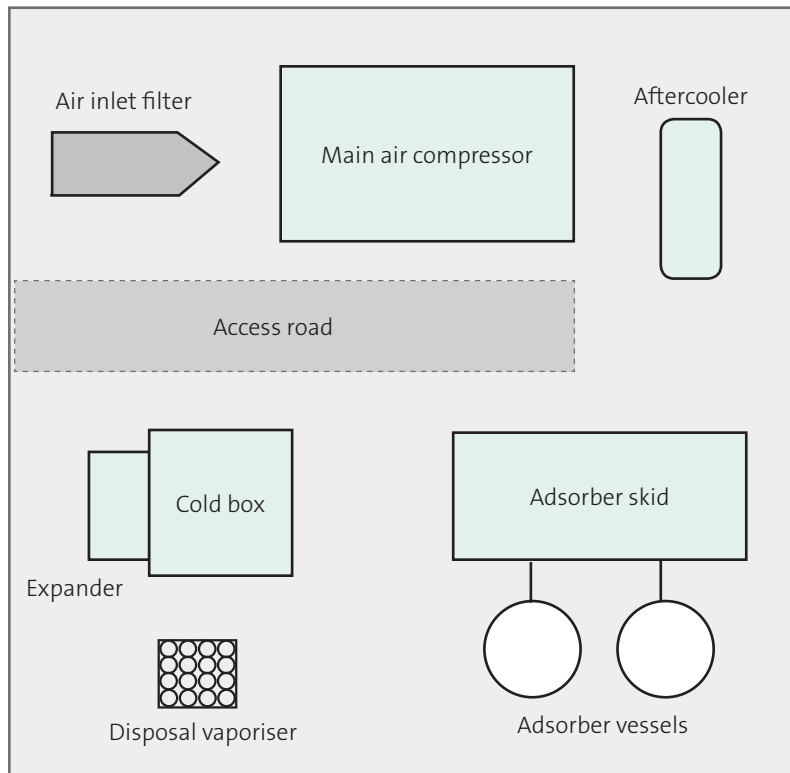 Air inlet filter
Main air compressor
Aftercooler
Access road
Cold box
Adsorber skid
Expander
Disposal vaporiser
Adsorber vessels